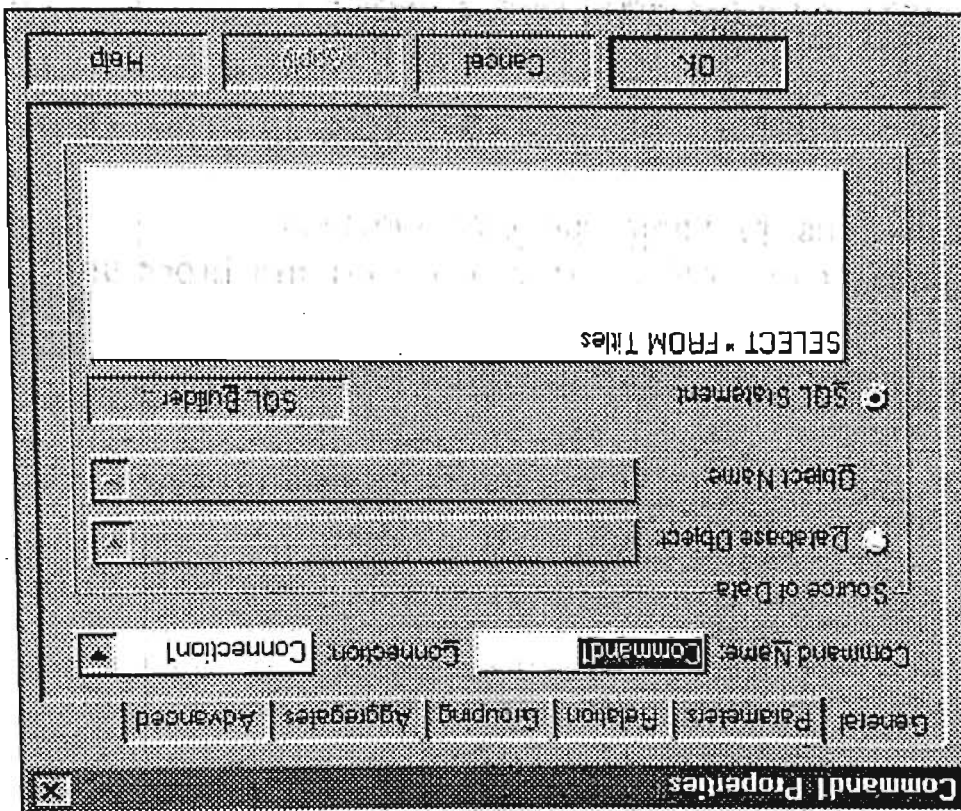 Command1 Properties
General Parameters Relation Grouping Aggregates Advanced
Command Name: Command1 Connection: Connection1
Source of Data
Database Object:
Object Name:
SQL Statement
SELECT * FROM Titles
SQL Builder...
OK Cancel Apply Help